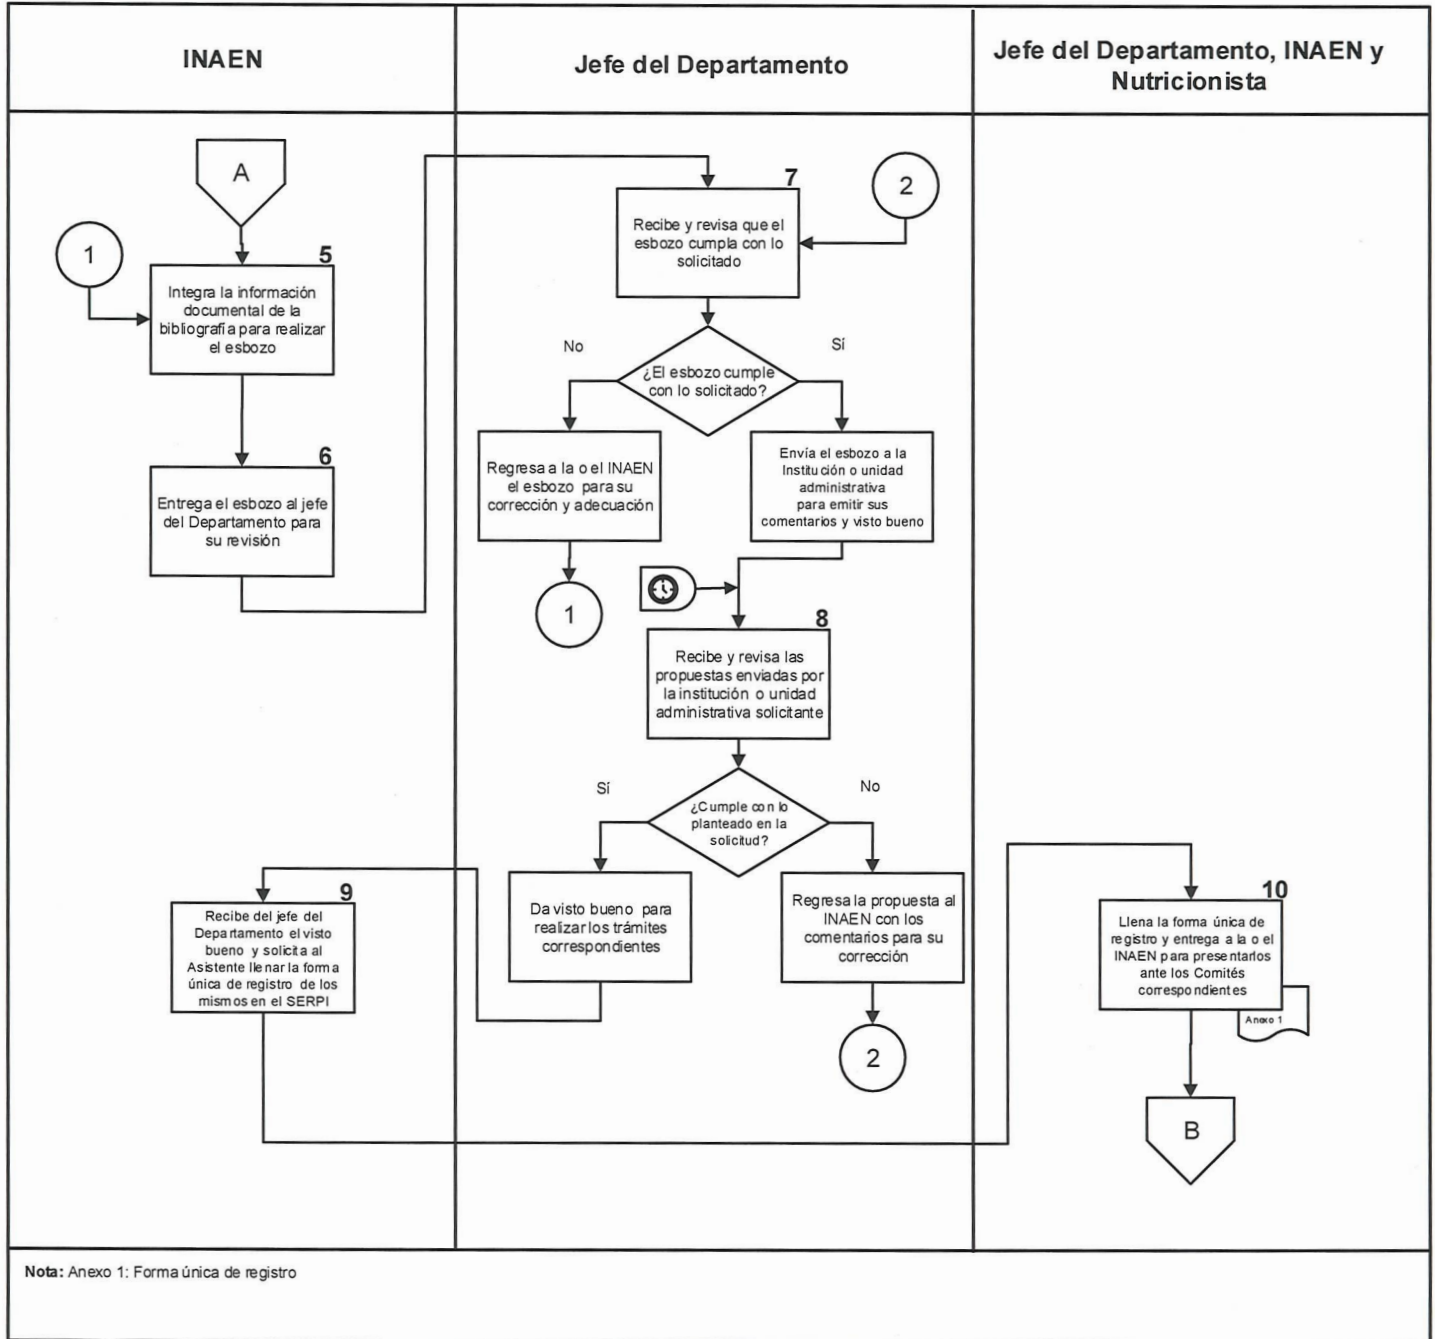 INAEN
Jefe del Departamento
Jefe del Departamento, INAEN y
Nutricionista
A
1
5
Integra la información
documental de la
bibliografía para realizar
el esbozo
6
Entrega el esbozo al jefe
del Departamento para
su revisión
7
2
Recibe y revisa que el
esbozo cumpla con lo
solicitado
No
Sí
¿El esbozo cumple
con lo solicitado?
Regresa a la o el INAEN
el esbozo para su
corrección y adecuación
Envía el esbozo a la
Institución o unidad
administrativa
para emitir sus
comentarios y visto bueno
1
8
Recibe y revisa las
propuestas enviadas por
la institución o unidad
administrativa solicitante
Sí
No
¿Cumple con lo
planteado en la
solicitud?
Da visto bueno para
realizar los trámites
correspondientes
Regresa la propuesta al
INAEN con los
comentarios para su
corrección
2
9
Recibe del jefe del
Departamento el visto
bueno y solicita al
Asistente llenar la forma
única de registro de los
mismos en el SERPI
10
Llena la forma única de
registro y entrega a la o el
INAEN para presentarlos
ante los Comités
correspondientes
Anexo 1
B
Nota: Anexo 1: Forma única de registro